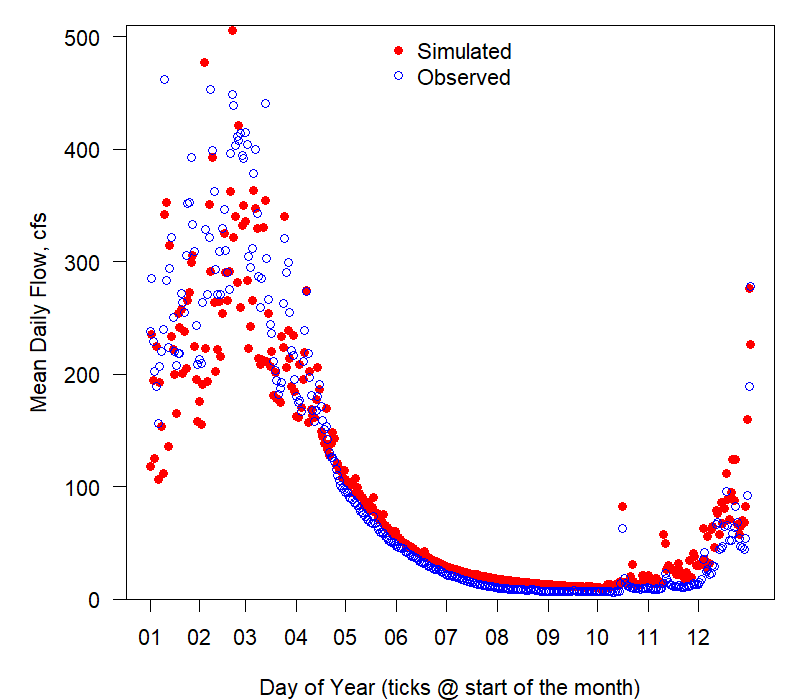 Simulated
Observed
Mean Daily Flow, cfs
500
400
300
200
100
0
01 02 03 04 05 06 07 08 09 10 11 12
Day of Year (ticks @ start of the month)